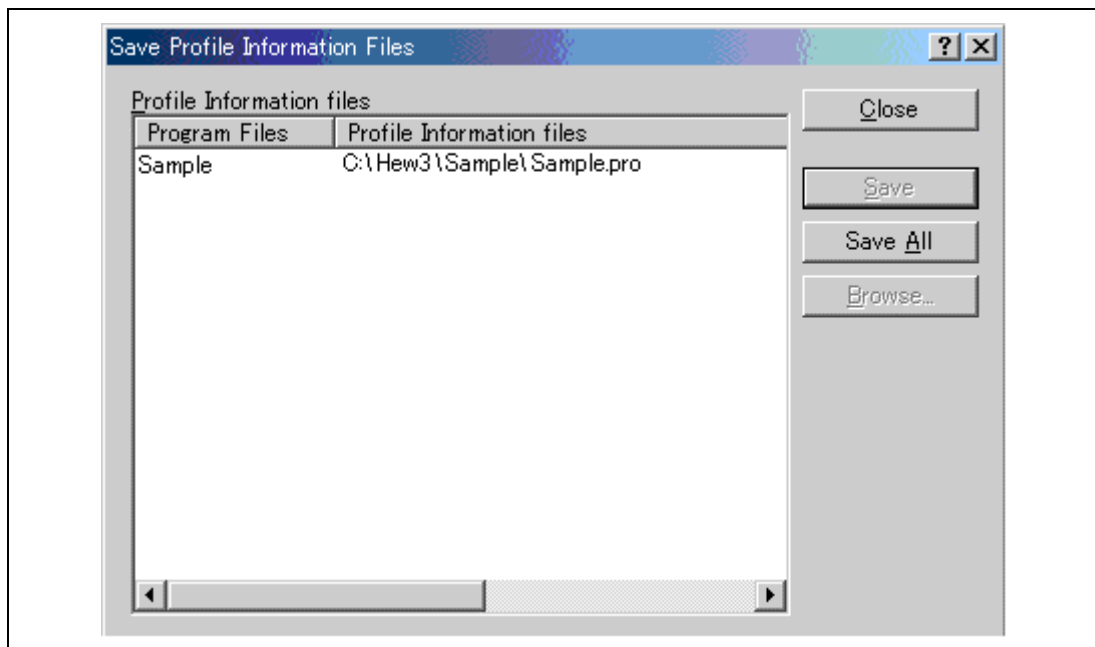 Save Profile Information Files
Profile Information files
Program Files Profile Information files
Sample C:\Hew3\Sample\Sample.pro
Close
Save
Save All
Browse...